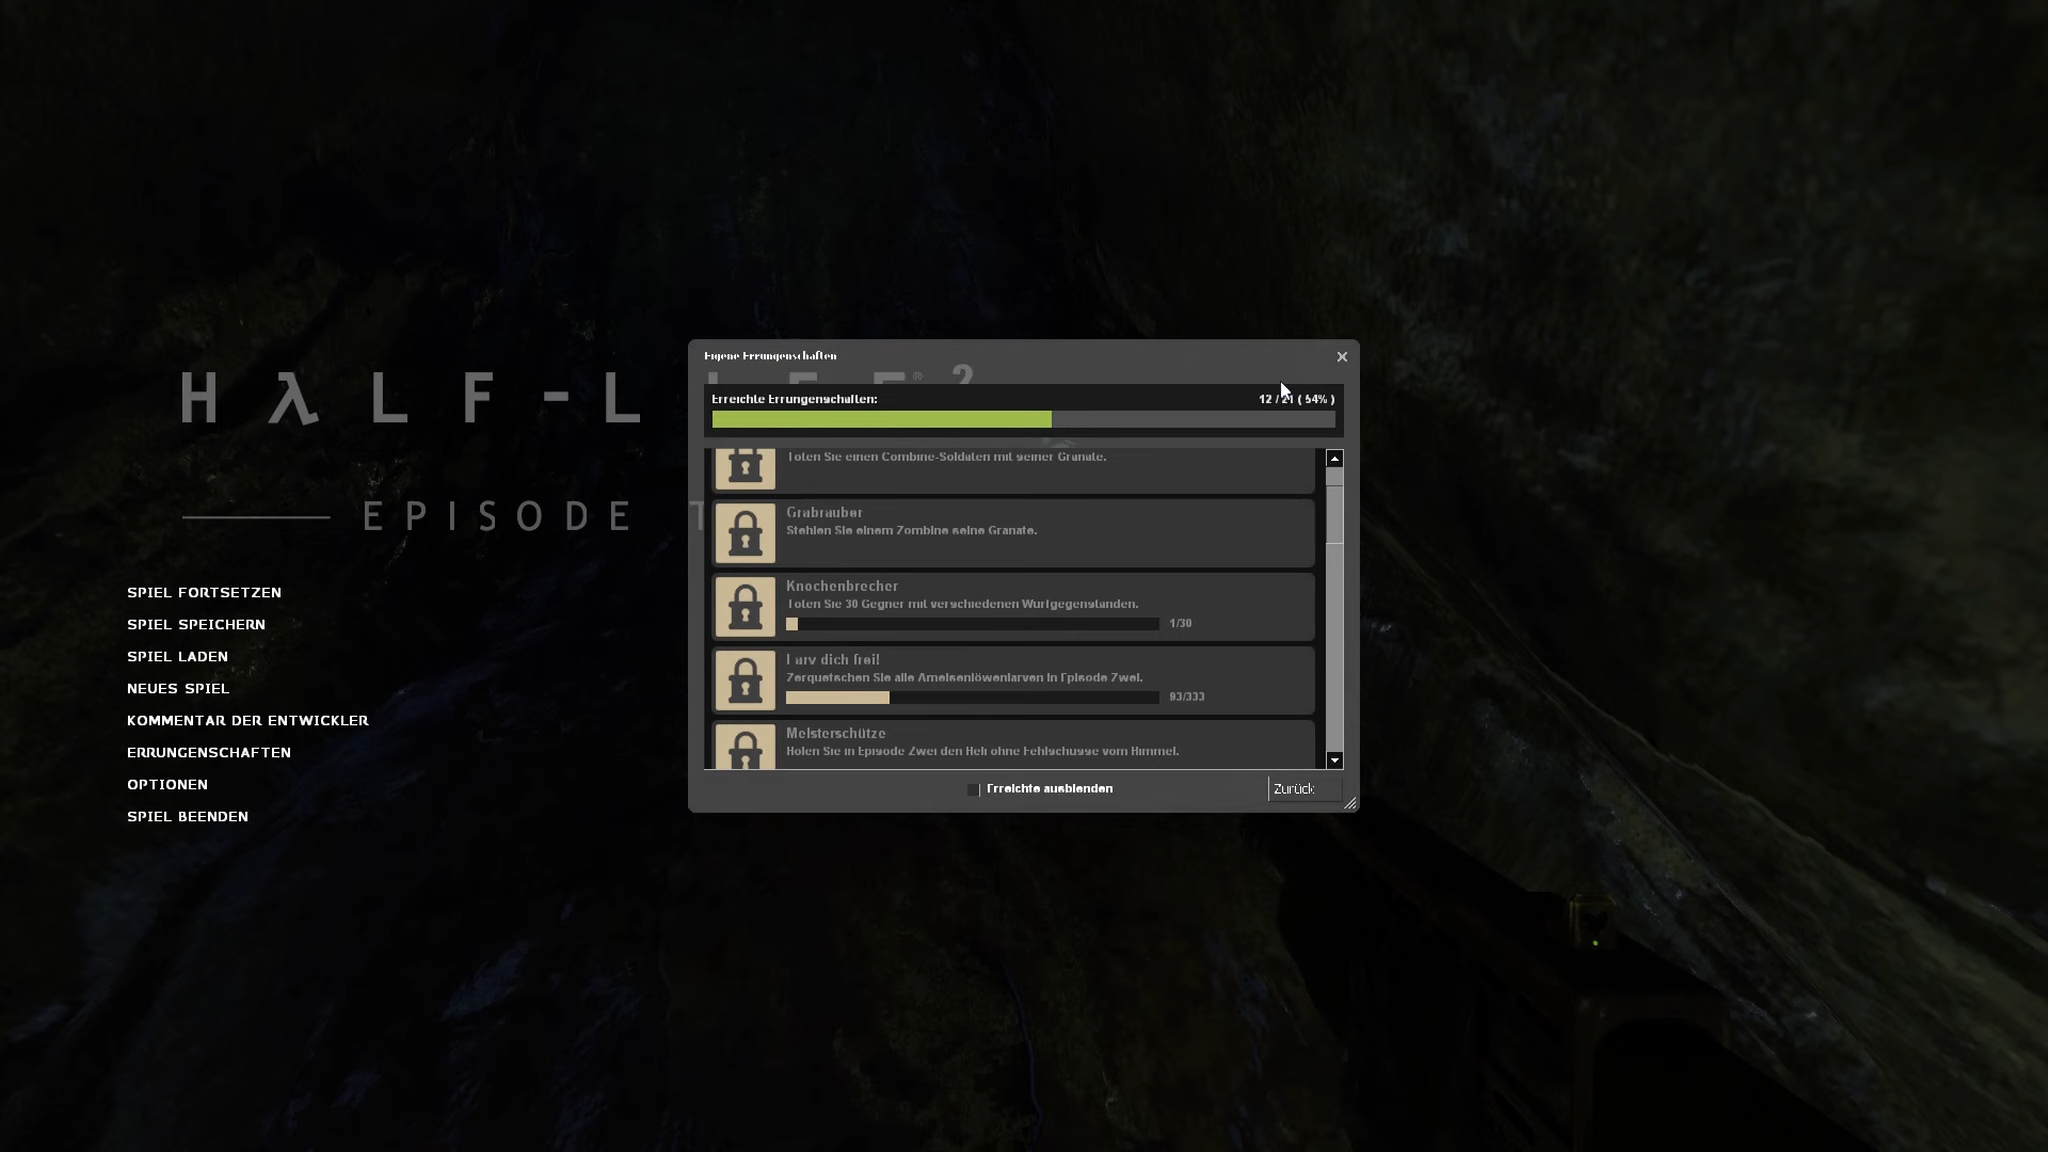 HλLF-L
2
EPISODE T
SPIEL FORTSETZEN
SPIEL SPEICHERN
SPIEL LADEN
NEUES SPIEL
KOMMENTAR DER ENTWICKLER
ERRUNGENSCHAFTEN
OPTIONEN
SPIEL BEENDEN
Eigene Errungenschaften
Erreichte Errungenschaften:
12 / 21 ( 54% )
Töten Sie einen Combine-Soldaten mit seiner Granate.
Grabräuber
Stehlen Sie einem Zombine seine Granate.
Knochenbrecher
Töten Sie 30 Gegner mit verschiedenen Wurfgegenständen.
1/30
Larv dich frei!
Zerquetschen Sie alle Ameisenlöwenlarven in Episode Zwei.
93/333
Meisterschütze
Holen Sie in Episode Zwei den Heli ohne Fehlschüsse vom Himmel.
Erreichte ausblenden
Zurück